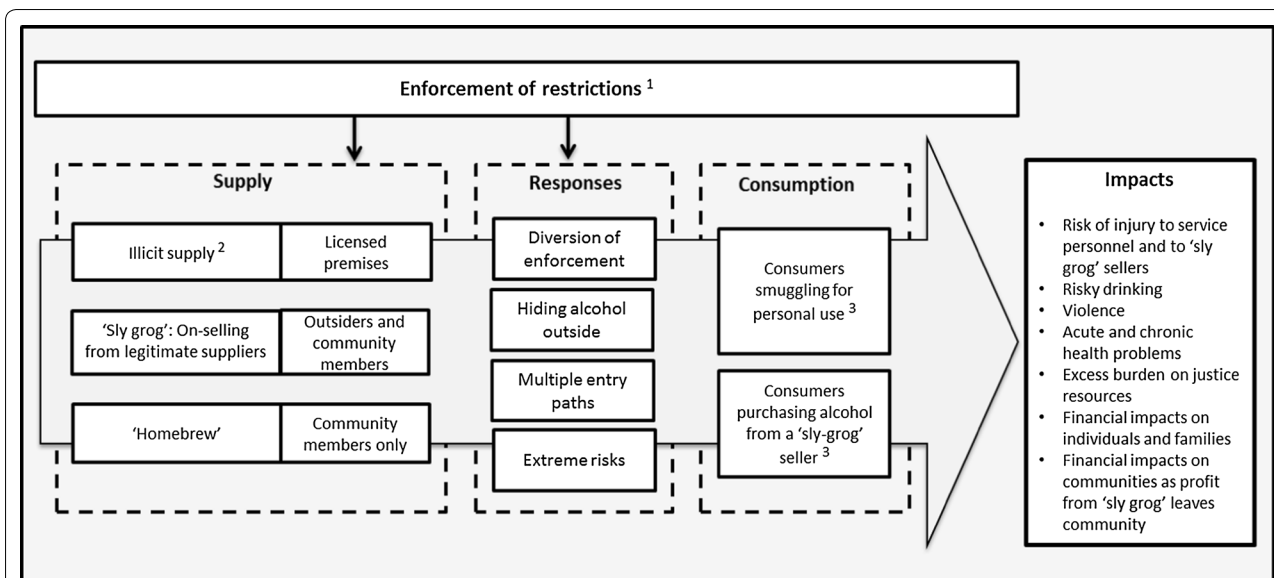 Enforcement of restrictions 1
Supply
Illicit supply 2
Licensed
premises
'Sly grog': On-selling
from legitimate suppliers
Outsiders and
community
members
'Homebrew'
Community
members only
Responses
Diversion of
enforcement
Hiding alcohol
outside
Multiple entry
paths
Extreme risks
Consumption
Consumers
smuggling for
personal use 3
Consumers
purchasing alcohol
from a 'sly-grog'
seller 3
Impacts
• Risk of injury to service
personnel and to 'sly
grog' sellers
• Risky drinking
• Violence
• Acute and chronic
health problems
• Excess burden on justice
resources
• Financial impacts on
individuals and families
• Financial impacts on
communities as profit
from 'sly grog' leaves
community